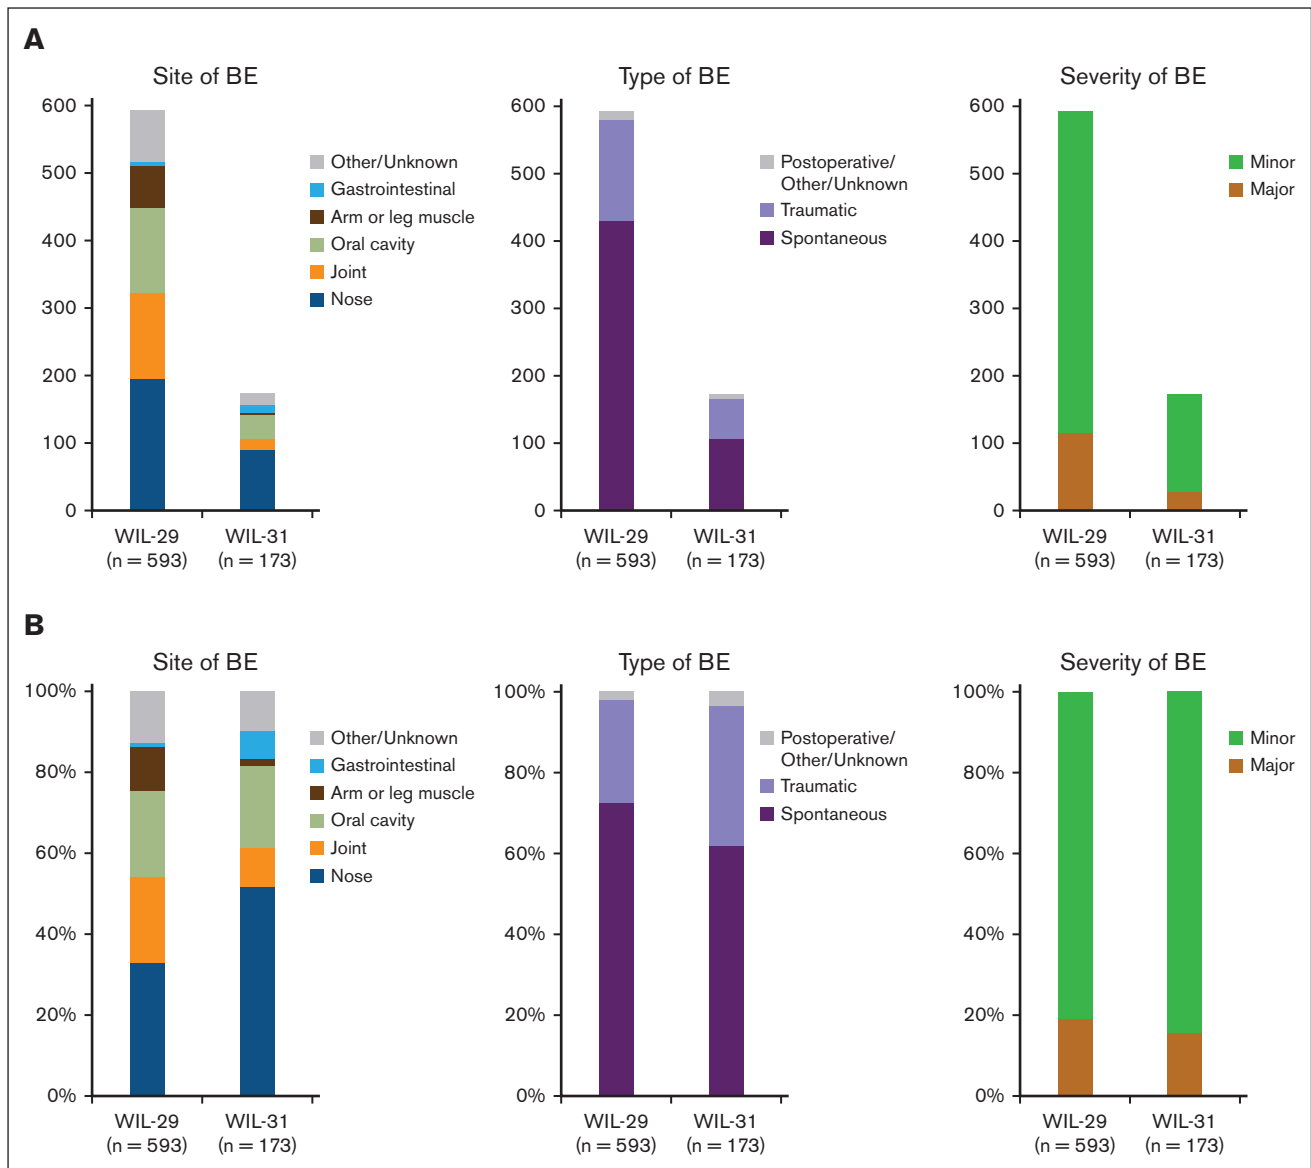 A
Site of BE
600
500
400
300
200
100
0
WIL-29
(n = 593)
WIL-31
(n = 173)
Other/Unknown
Gastrointestinal
Arm or leg muscle
Oral cavity
Joint
Nose
Type of BE
600
500
400
300
200
100
0
WIL-29
(n = 593)
WIL-31
(n = 173)
Postoperative/
Other/Unknown
Traumatic
Spontaneous
Severity of BE
600
500
400
300
200
100
0
WIL-29
(n = 593)
WIL-31
(n = 173)
Minor
Major
B
Site of BE
100%
80%
60%
40%
20%
0%
WIL-29
(n = 593)
WIL-31
(n = 173)
Other/Unknown
Gastrointestinal
Arm or leg muscle
Oral cavity
Joint
Nose
Type of BE
100%
80%
60%
40%
20%
0%
WIL-29
(n = 593)
WIL-31
(n = 173)
Postoperative/
Other/Unknown
Traumatic
Spontaneous
Severity of BE
100%
80%
60%
40%
20%
0%
WIL-29
(n = 593)
WIL-31
(n = 173)
Minor
Major